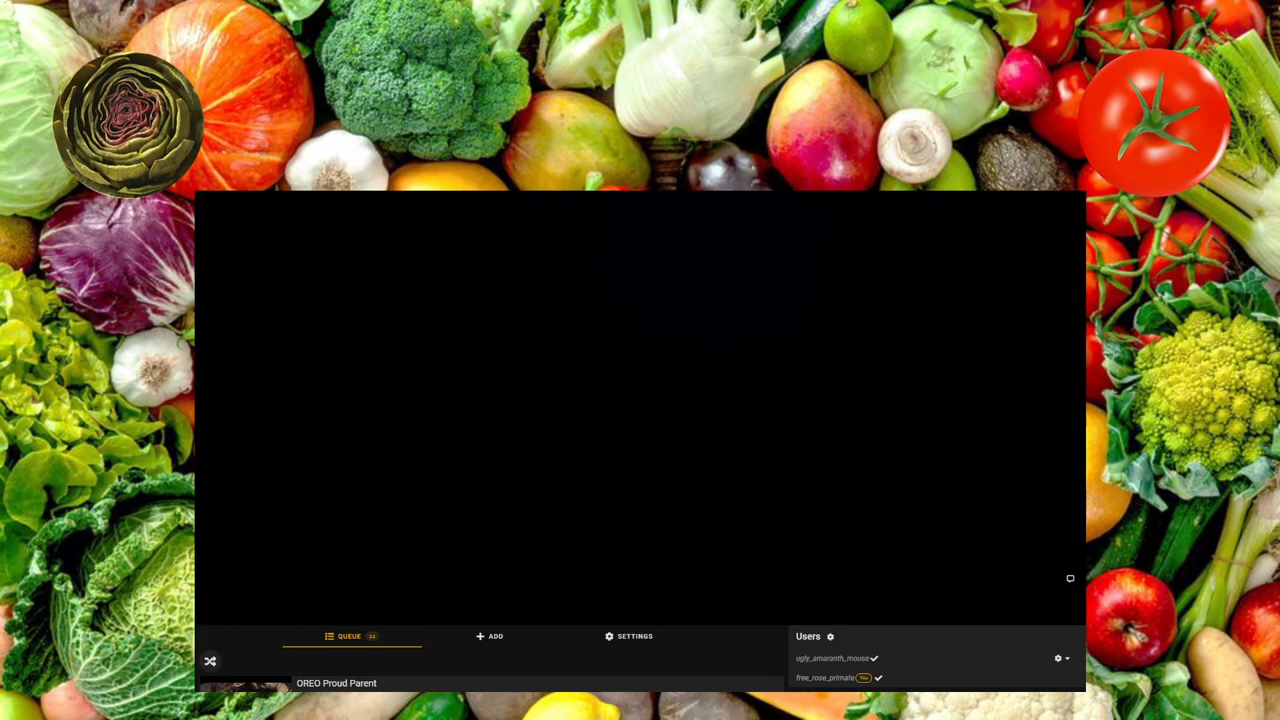 QUEUE 24
ADD
SETTINGS
Users
ugly_amaranth_mouse
free_rose_primate You
OREO Proud Parent